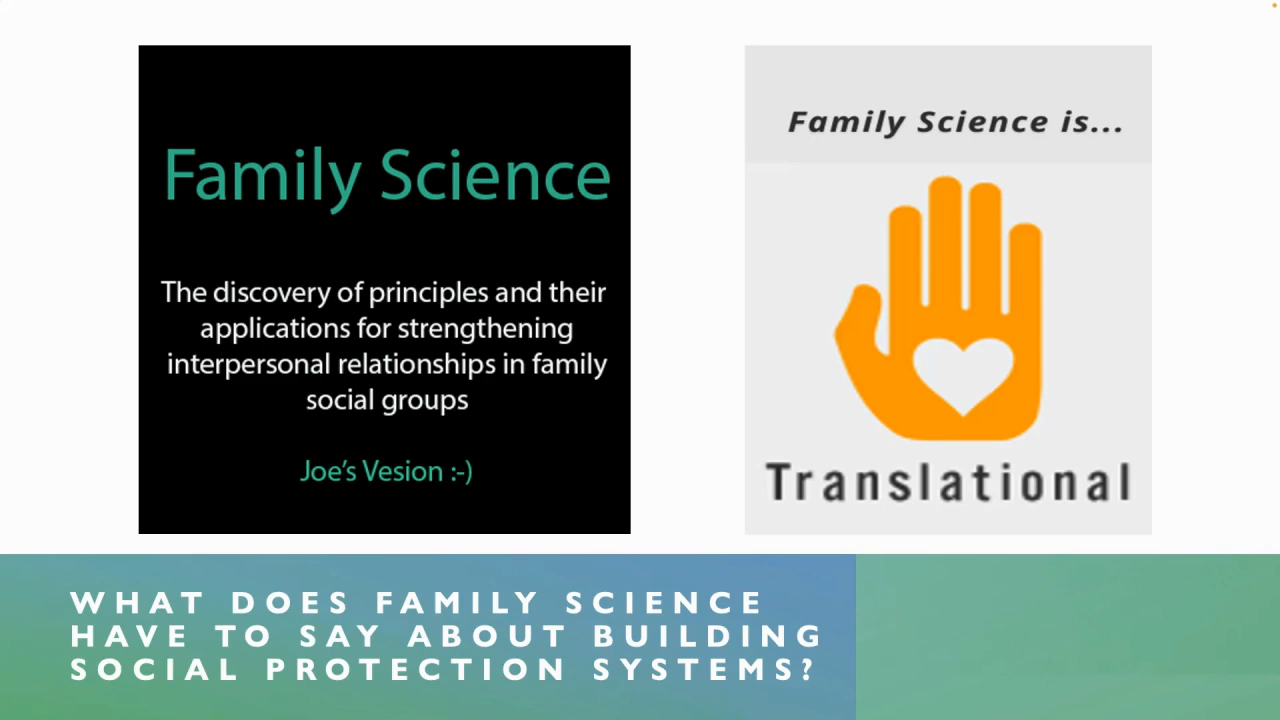 Family Science
The discovery of principles and their
applications for strengthening
interpersonal relationships in family
social groups
Joe's Vesion :-)
Family Science is...
Translational
WHAT DOES FAMILY SCIENCE
HAVE TO SAY ABOUT BUILDING
SOCIAL PROTECTION SYSTEMS?